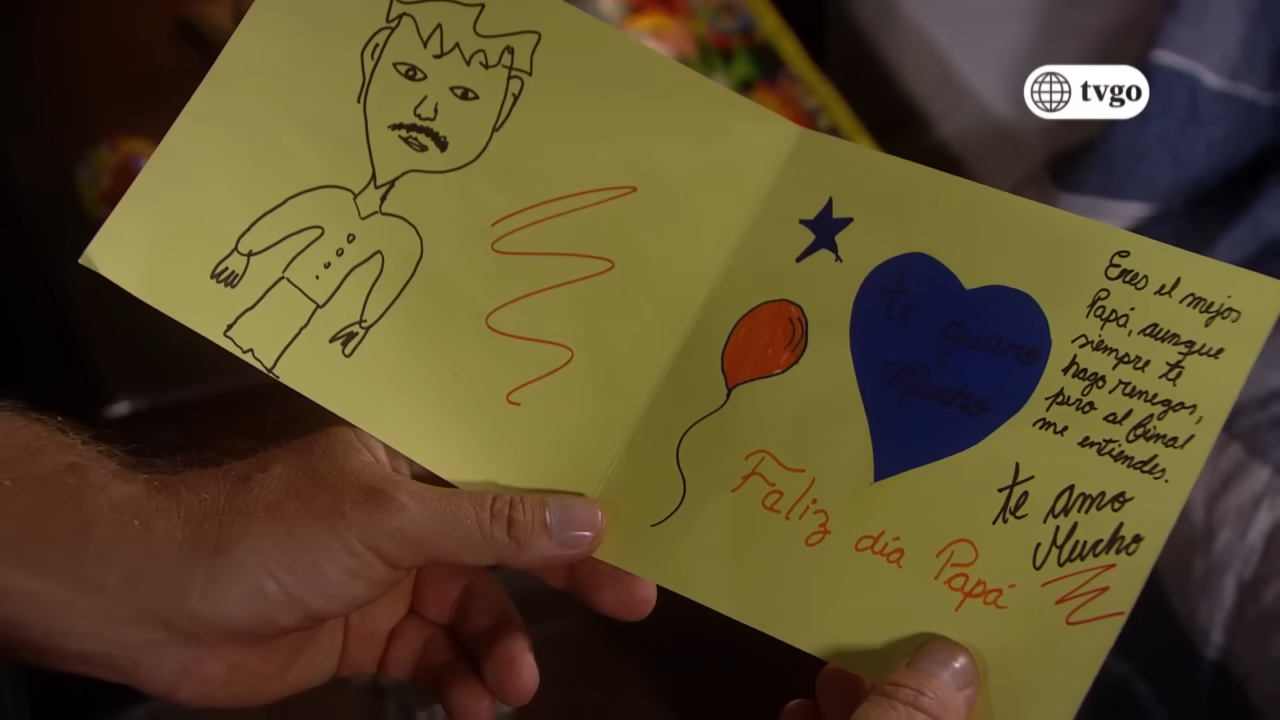 tvgo
te quiero
Mucho
Eres el mejor
Papá, aunque
siempre te
hago renegar,
pero al final
me entiendes.
te amo
Mucho
Feliz día Papá